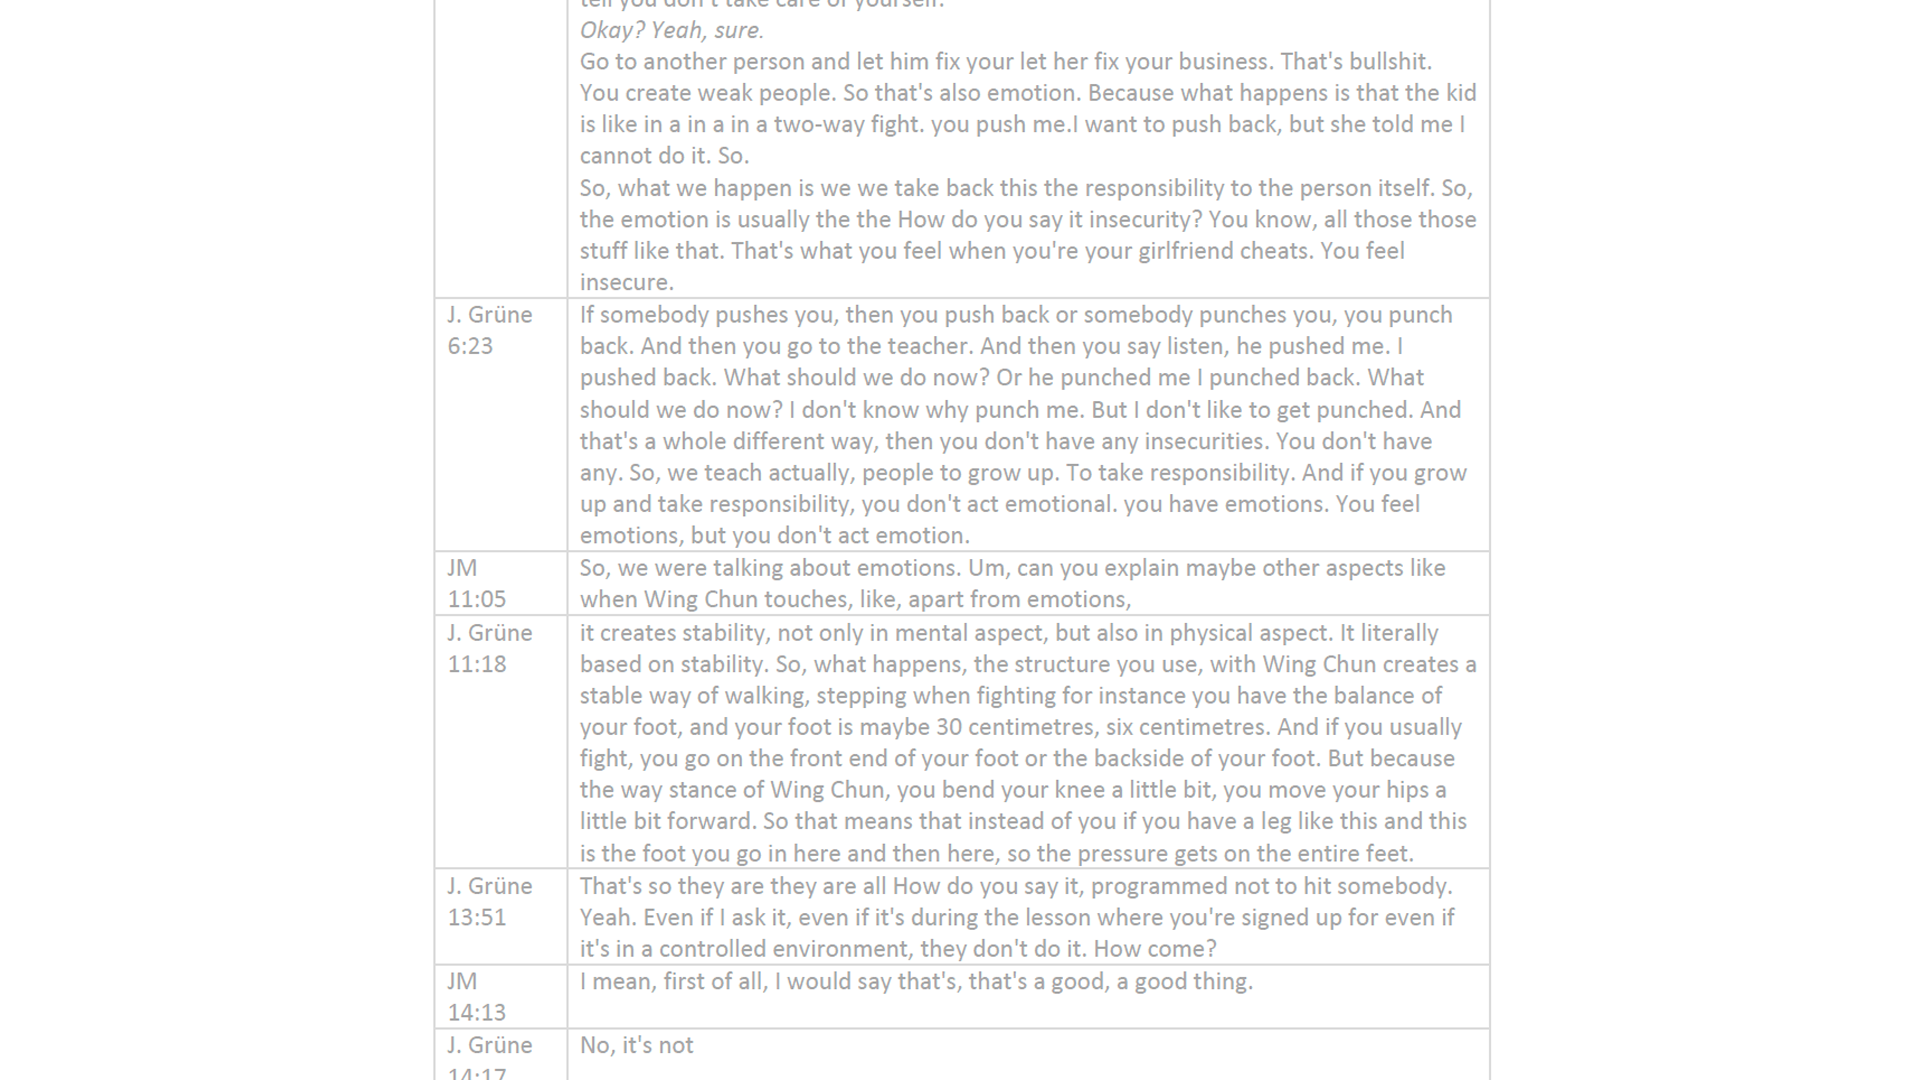 tell you don't take care of yourself.
Okay? Yeah, sure.
Go to another person and let him fix your let her fix your business. That's bullshit.
You create weak people. So that's also emotion. Because what happens is that the kid
is like in a in a in a two-way fight. you push me.I want to push back, but she told me I
cannot do it. So.
So, what we happen is we we take back this the responsibility to the person itself. So,
the emotion is usually the the How do you say it insecurity? You know, all those those
stuff like that. That's what you feel when you're your girlfriend cheats. You feel
insecure.
J. Grüne
6:23
If somebody pushes you, then you push back or somebody punches you, you punch
back. And then you go to the teacher. And then you say listen, he pushed me. I
pushed back. What should we do now? Or he punched me I punched back. What
should we do now? I don't know why punch me. But I don't like to get punched. And
that's a whole different way, then you don't have any insecurities. You don't have
any. So, we teach actually, people to grow up. To take responsibility. And if you grow
up and take responsibility, you don't act emotional. you have emotions. You feel
emotions, but you don't act emotion.
JM
11:05
So, we were talking about emotions. Um, can you explain maybe other aspects like
when Wing Chun touches, like, apart from emotions,
J. Grüne
11:18
it creates stability, not only in mental aspect, but also in physical aspect. It literally
based on stability. So, what happens, the structure you use, with Wing Chun creates a
stable way of walking, stepping when fighting for instance you have the balance of
your foot, and your foot is maybe 30 centimetres, six centimetres. And if you usually
fight, you go on the front end of your foot or the backside of your foot. But because
the way stance of Wing Chun, you bend your knee a little bit, you move your hips a
little bit forward. So that means that instead of you if you have a leg like this and this
is the foot you go in here and then here, so the pressure gets on the entire feet.
J. Grüne
13:51
That's so they are they are all How do you say it, programmed not to hit somebody.
Yeah. Even if I ask it, even if it's during the lesson where you're signed up for even if
it's in a controlled environment, they don't do it. How come?
JM
14:13
I mean, first of all, I would say that's, that's a good, a good thing.
J. Grüne
14:17
No, it's not